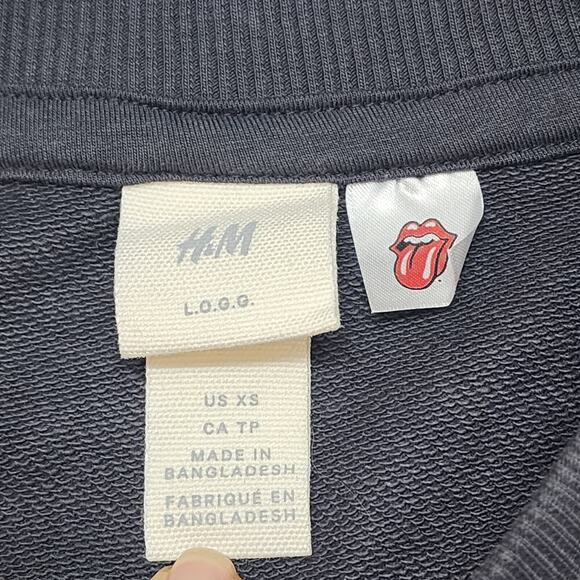 H&M
L.O.G.G.
US XS
CA TP
MADE IN
BANGLADESH
FABRIQUÉ EN
BANGLADESH